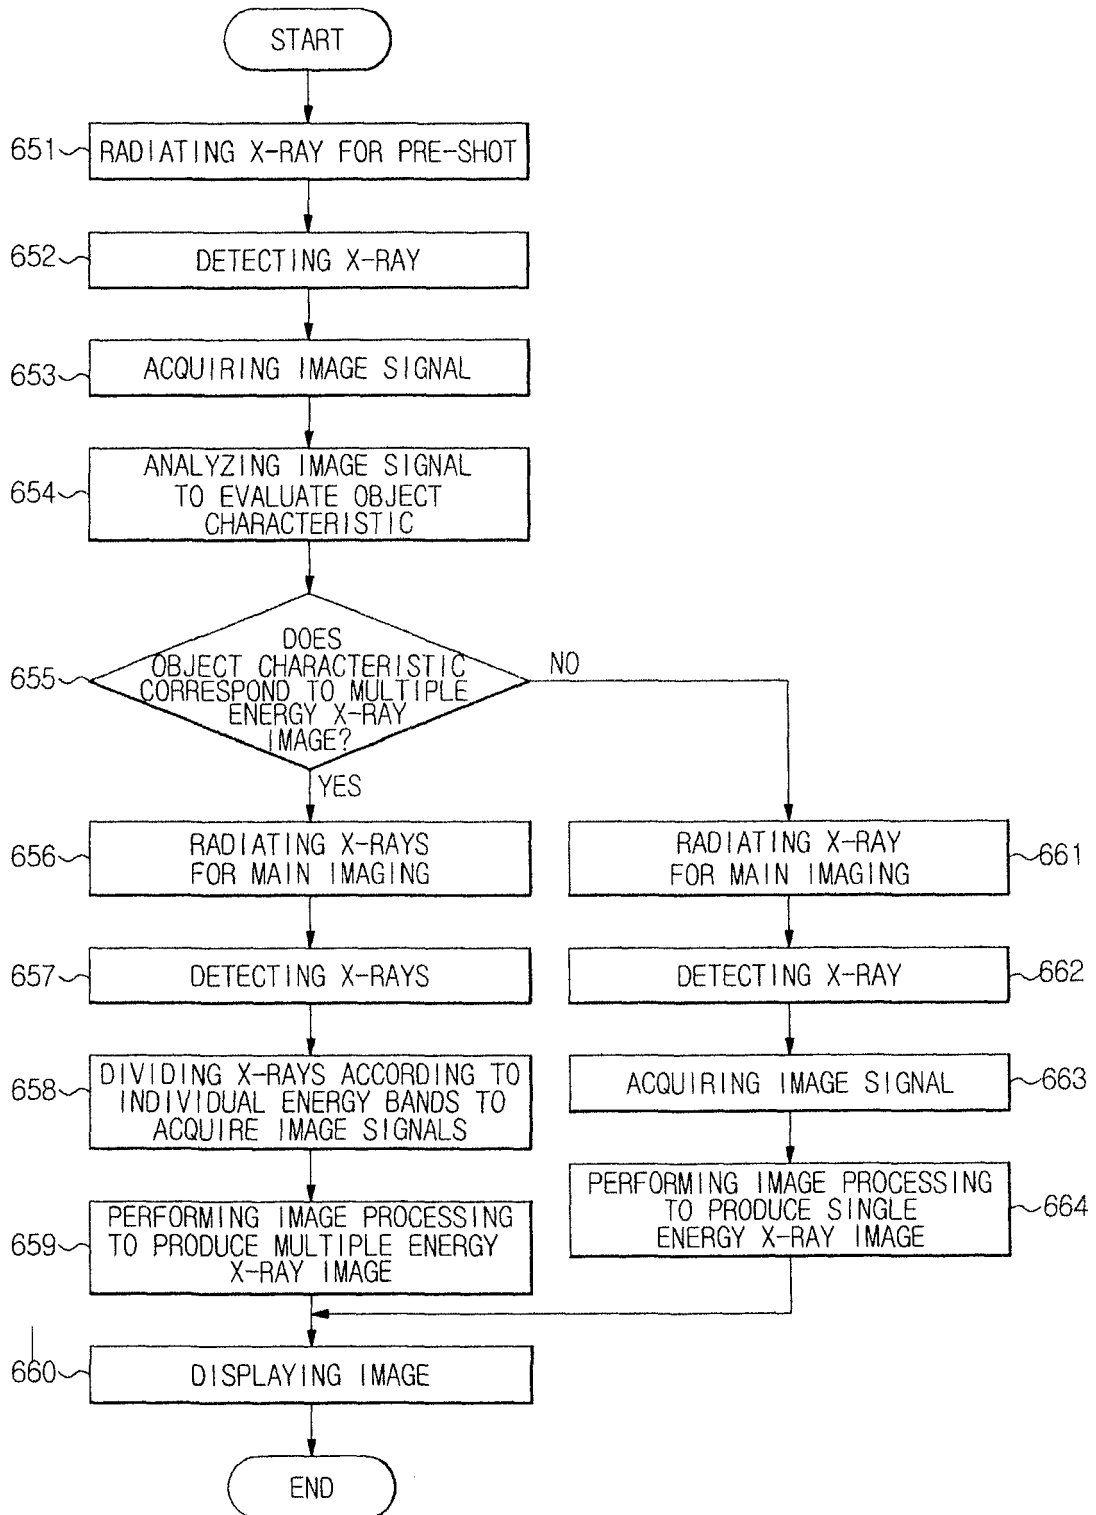 START
651
RADIATING X-RAY FOR PRE-SHOT
652
DETECTING X-RAY
653
ACQUIRING IMAGE SIGNAL
654
ANALYZING IMAGE SIGNAL
TO EVALUATE OBJECT
CHARACTERISTIC
655
DOES
OBJECT CHARACTERISTIC
CORRESPOND TO MULTIPLE
ENERGY X-RAY
IMAGE?
NO
YES
656
RADIATING X-RAYS
FOR MAIN IMAGING
657
DETECTING X-RAYS
658
DIVIDING X-RAYS ACCORDING TO
INDIVIDUAL ENERGY BANDS TO
ACQUIRE IMAGE SIGNALS
659
PERFORMING IMAGE PROCESSING
TO PRODUCE MULTIPLE ENERGY
X-RAY IMAGE
RADIATING X-RAY
FOR MAIN IMAGING
661
DETECTING X-RAY
662
ACQUIRING IMAGE SIGNAL
663
PERFORMING IMAGE PROCESSING
TO PRODUCE SINGLE
ENERGY X-RAY IMAGE
664
660
DISPLAYING IMAGE
END